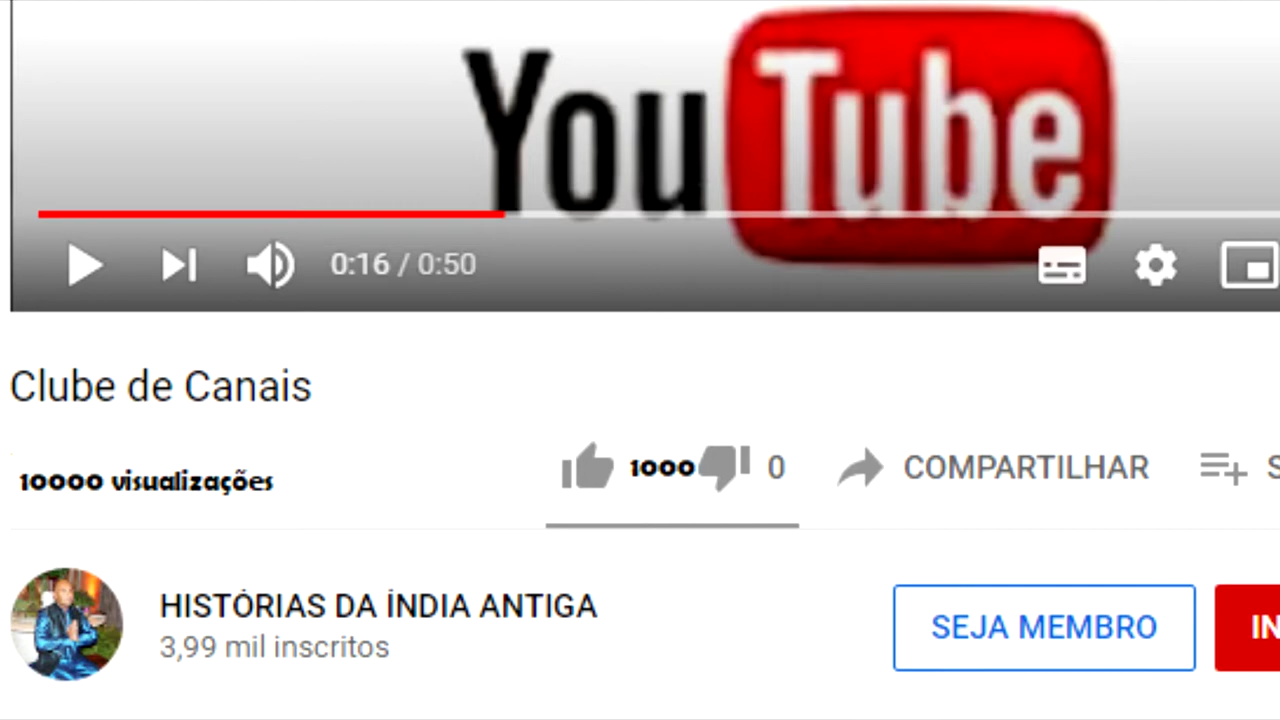 YouTube
0:16 / 0:50
Clube de Canais
10000 visualizações
1000 0 COMPARTILHAR S
HISTÓRIAS DA ÍNDIA ANTIGA
3,99 mil inscritos
SEJA MEMBRO IN